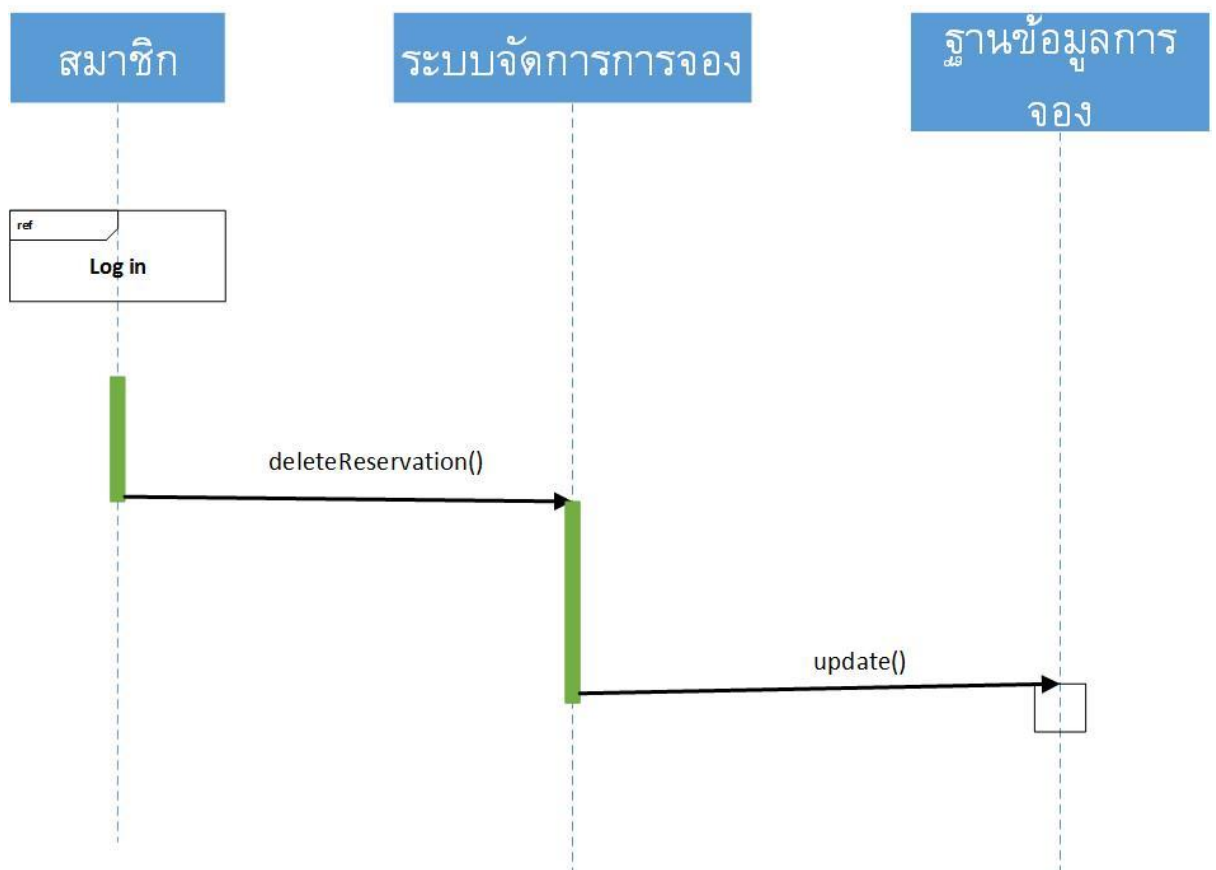 สมาชิก
ระบบจัดการการจอง
ฐานข้อมูลการ
จอง
ref
Log in
deleteReservation()
update()